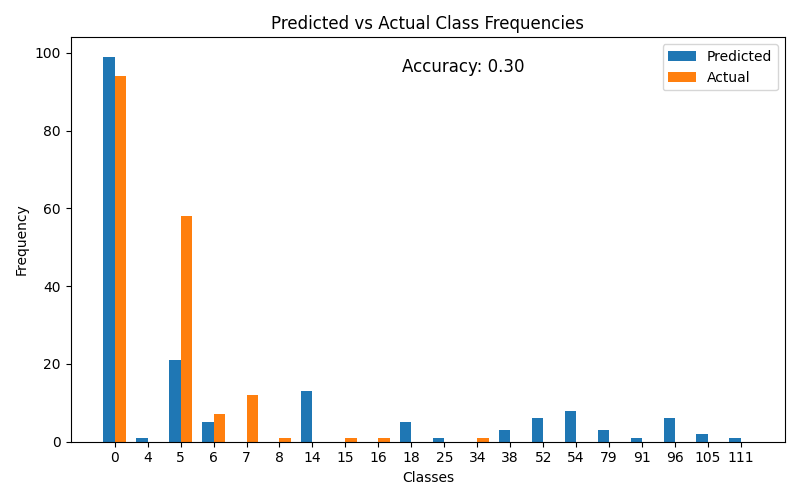 Predicted vs Actual Class Frequencies
Accuracy: 0.30
Predicted
Actual
Frequency
100
80
60
40
20
0
0 4 5 6 7 8 14 15 16 18 25 34 38 52 54 79 91 96 105 111
Classes